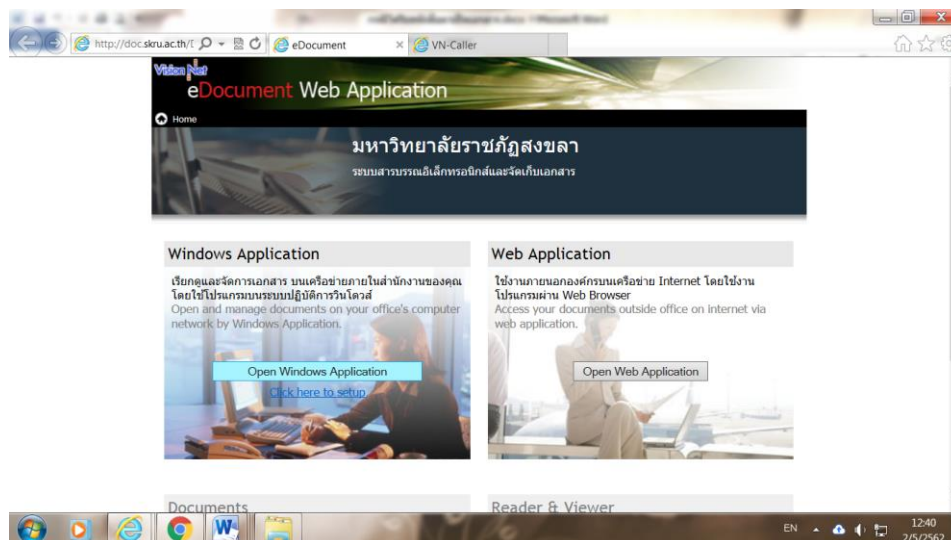 http://doc.skru.ac.th/
eDocument
VN-Caller
Vision Net
eDocument Web Application
Home
มหาวิทยาลัยราชภัฏสงขลา
ระบบสารบรรณอิเล็กทรอนิกส์และจัดเก็บเอกสาร
Windows Application
เรียกดูและจัดการเอกสาร บนเครือข่ายภายในสำนักงานของคุณ
โดยใช้โปรแกรมบนระบบปฏิบัติการวินโดวส์
Open and manage documents on your office's computer
network by Windows Application.
Open Windows Application
Click here to setup
Web Application
ใช้งานภายนอกองค์กรบนเครือข่าย Internet โดยใช้งาน
โปรแกรมผ่าน Web Browser
Access your documents outside office on internet via
web application.
Open Web Application
Documents
Reader & Viewer
EN
12:40
2/5/2562